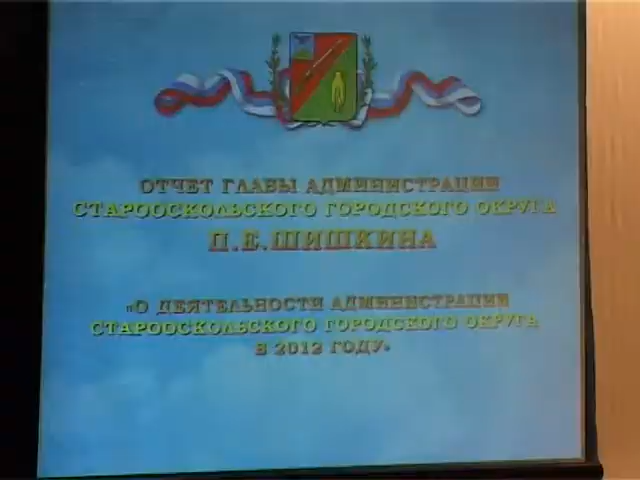 ОТЧЕТ ГЛАВЫ АДМИНИСТРАЦИИ
СТАРООСКОЛЬСКОГО ГОРОДСКОГО ОКРУГА
П.Е.ШИШКИНА
«О ДЕЯТЕЛЬНОСТИ АДМИНИСТРАЦИИ
СТАРООСКОЛЬСКОГО ГОРОДСКОГО ОКРУГА
В 2012 ГОДУ»